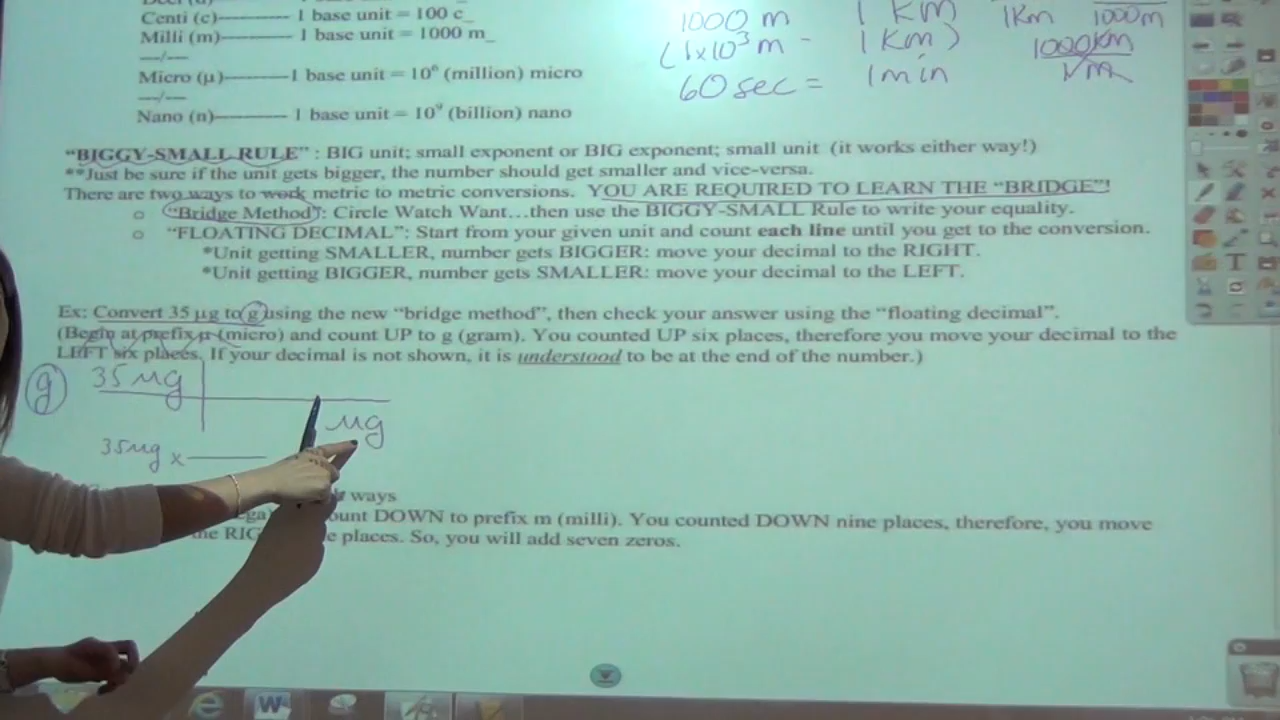 Centi (c)---------- 1 base unit = 100 c_
Milli (m)---------- 1 base unit = 1000 m_
---/---
Micro (μ)---------1 base unit = 10⁶ (million) micro
---/---
Nano (n)---------- 1 base unit = 10⁹ (billion) nano
1000 m 1 Km 1Km 1000m
(1x10³ m - 1 Km) 1000Km
60 sec = 1 min 1m
"BIGGY-SMALL RULE" : BIG unit; small exponent or BIG exponent; small unit (it works either way!)
**Just be sure if the unit gets bigger, the number should get smaller and vice-versa.
There are two ways to work metric to metric conversions. YOU ARE REQUIRED TO LEARN THE "BRIDGE"!
o "Bridge Method": Circle Watch Want…then use the BIGGY-SMALL Rule to write your equality.
o "FLOATING DECIMAL": Start from your given unit and count each line until you get to the conversion.
*Unit getting SMALLER, number gets BIGGER: move your decimal to the RIGHT.
*Unit getting BIGGER, number gets SMALLER: move your decimal to the LEFT.
Ex: Convert 35 μg to g using the new "bridge method", then check your answer using the "floating decimal".
(Begin at prefix μ (micro) and count UP to g (gram). You counted UP six places, therefore you move your decimal to the
LEFT six places. If your decimal is not shown, it is understood to be at the end of the number.)
g 35 μg
μg
35μg x
ways
ount DOWN to prefix m (milli). You counted DOWN nine places, therefore, you move
e places. So, you will add seven zeros.